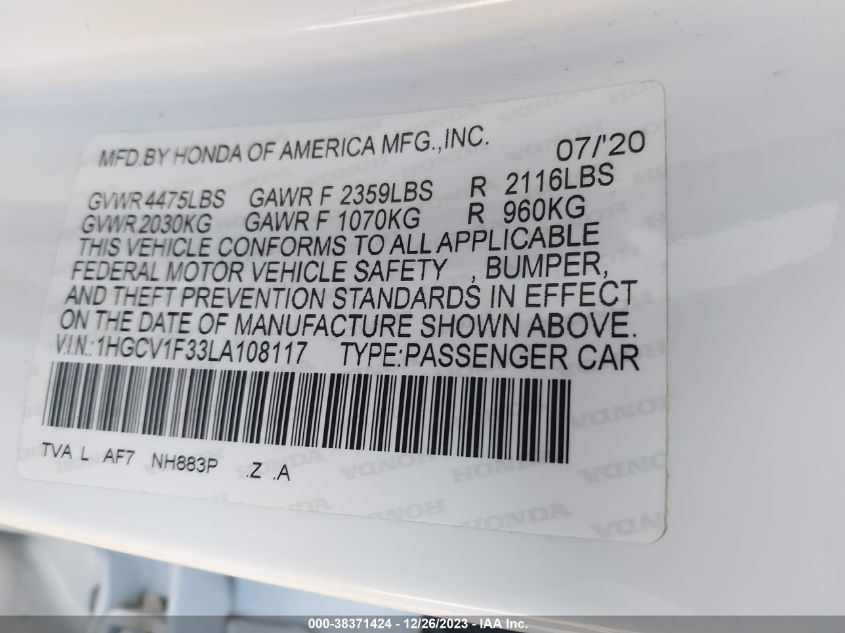 MFD.BY HONDA OF AMERICA MFG.,INC. 07/'20
GVWR 4475LBS GAWR F 2359LBS R 2116LBS
GVWR 2030KG GAWR F 1070KG R 960KG
THIS VEHICLE CONFORMS TO ALL APPLICABLE
FEDERAL MOTOR VEHICLE SAFETY , BUMPER,
AND THEFT PREVENTION STANDARDS IN EFFECT
ON THE DATE OF MANUFACTURE SHOWN ABOVE.
V.I.N.:1HGCV1F33LA108117 TYPE:PASSENGER CAR
TVA L AF7 NH883P .Z .A
HONDA
000-38371424 - 12/26/2023 - IAA Inc.